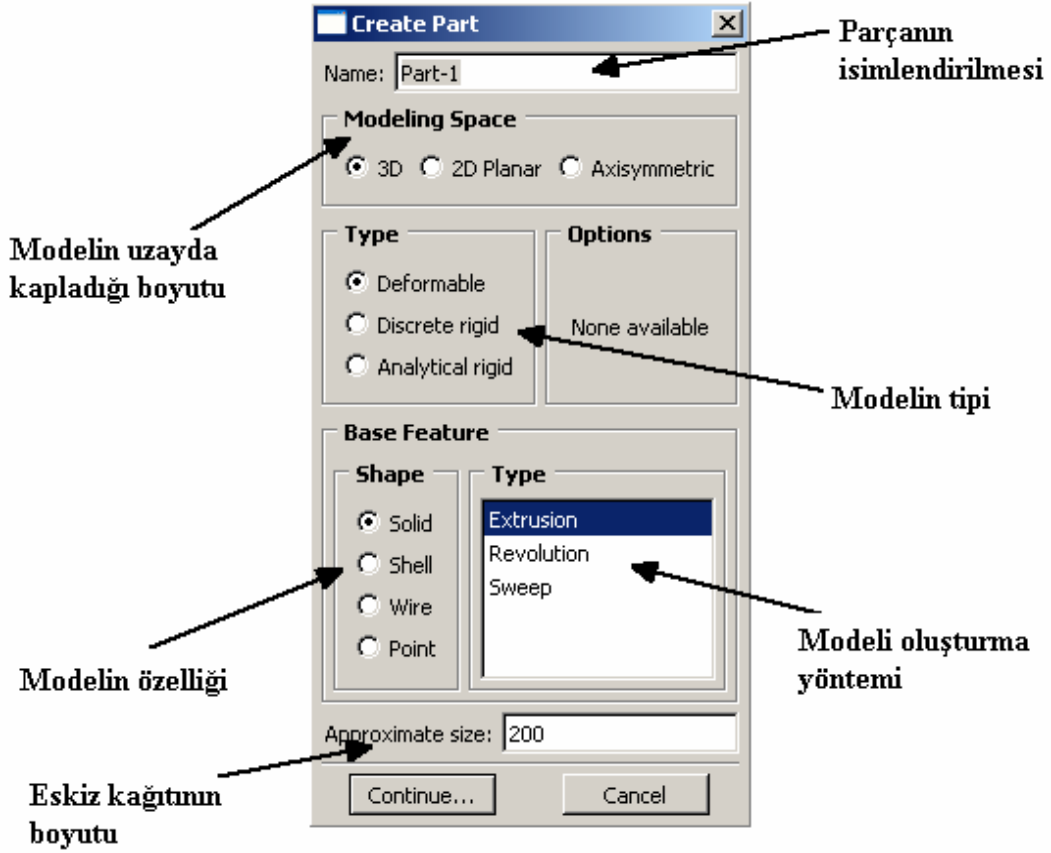 Create Part
Parçanın
isimlendirilmesi
Name: Part-1
Modeling Space
3D 2D Planar Axisymmetric
Modelin uzayda
kapladığı boyutu
Type
Options
Deformable
Discrete rigid
None available
Analytical rigid
Modelin tipi
Base Feature
Shape
Type
Solid
Extrusion
Shell
Revolution
Wire
Sweep
Point
Modeli oluşturma
yöntemi
Modelin özelliği
Approximate size: 200
Eskiz kağıtının
boyutu
Continue... Cancel